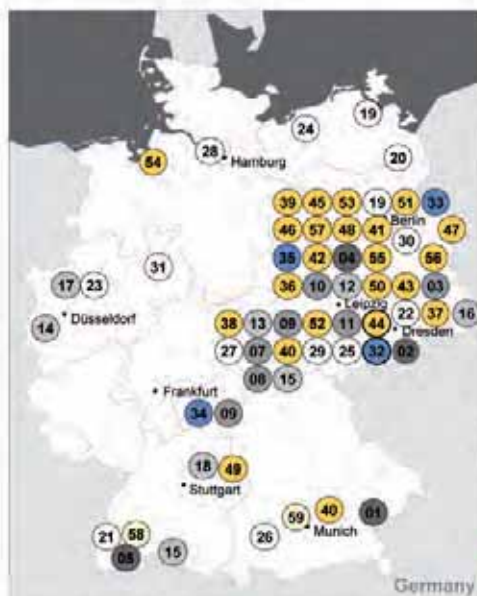 19
24
28
Hamburg
54
20
39 45 53 19 51 33
Berlin
46 57 48 41 30 47
35 42 04 55 56
31
17 23
36 10 12 50 43 03
Leipzig
14
Düsseldorf
38 13 09 52 11 44 22 37 16
Dresden
27 07 40 29 25 32 02
08 15
Frankfurt
34 09
18 49
Stuttgart
59 40 01
Munich
21 58
05 15
26
Germany